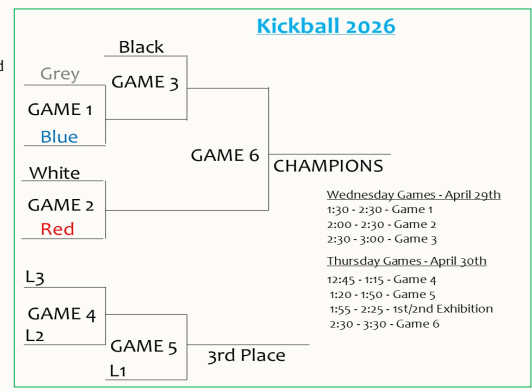 Kickball 2026
d
Black
Grey
GAME 3
GAME 1
Blue
GAME 6
CHAMPIONS
White
GAME 2
Red
Wednesday Games - April 29th
1:30 - 2:30 - Game 1
2:00 - 2:30 - Game 2
2:30 - 3:00 - Game 3
Thursday Games - April 30th
12:45 - 1:15 - Game 4
1:20 - 1:50 - Game 5
1:55 - 2:25 - 1st/2nd Exhibition
2:30 - 3:30 - Game 6
L3
GAME 4
L2
GAME 5
3rd Place
L1